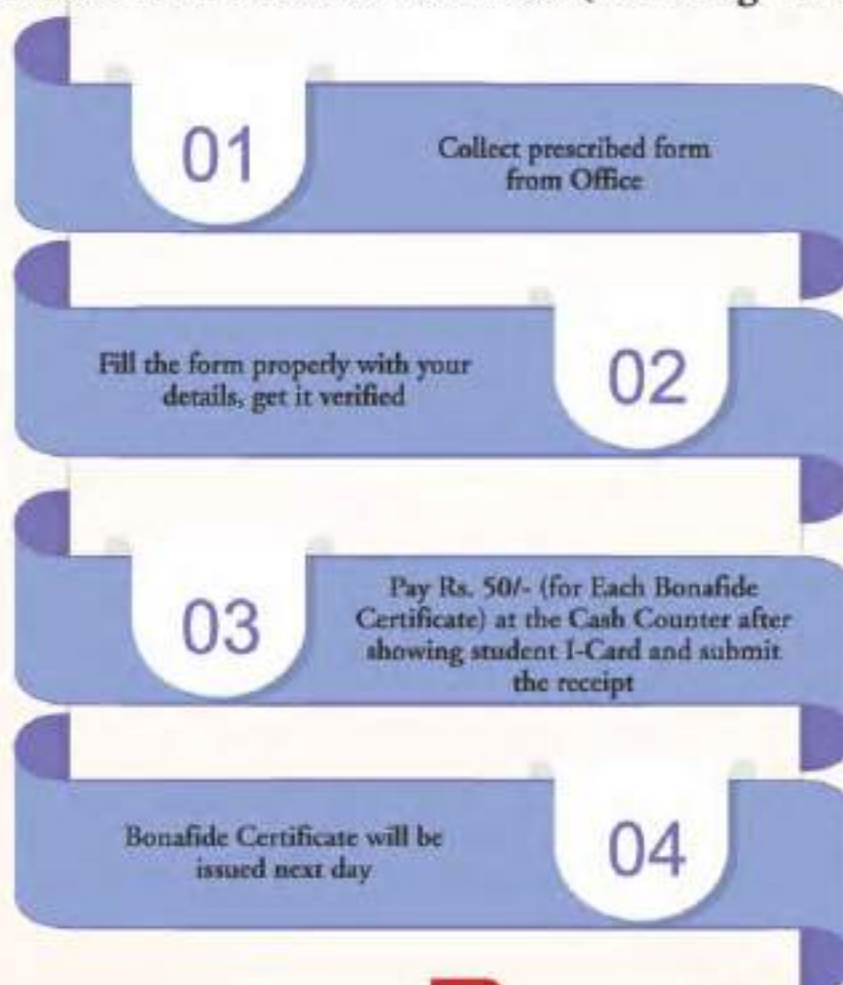 01
Collect prescribed form
from Office
Fill the form properly with your
details, get it verified
02
03
Pay Rs. 50/- (for Each Bonafide
Certificate) at the Cash Counter after
showing student I-Card and submit
the receipt
Bonafide Certificate will be
issued next day
04